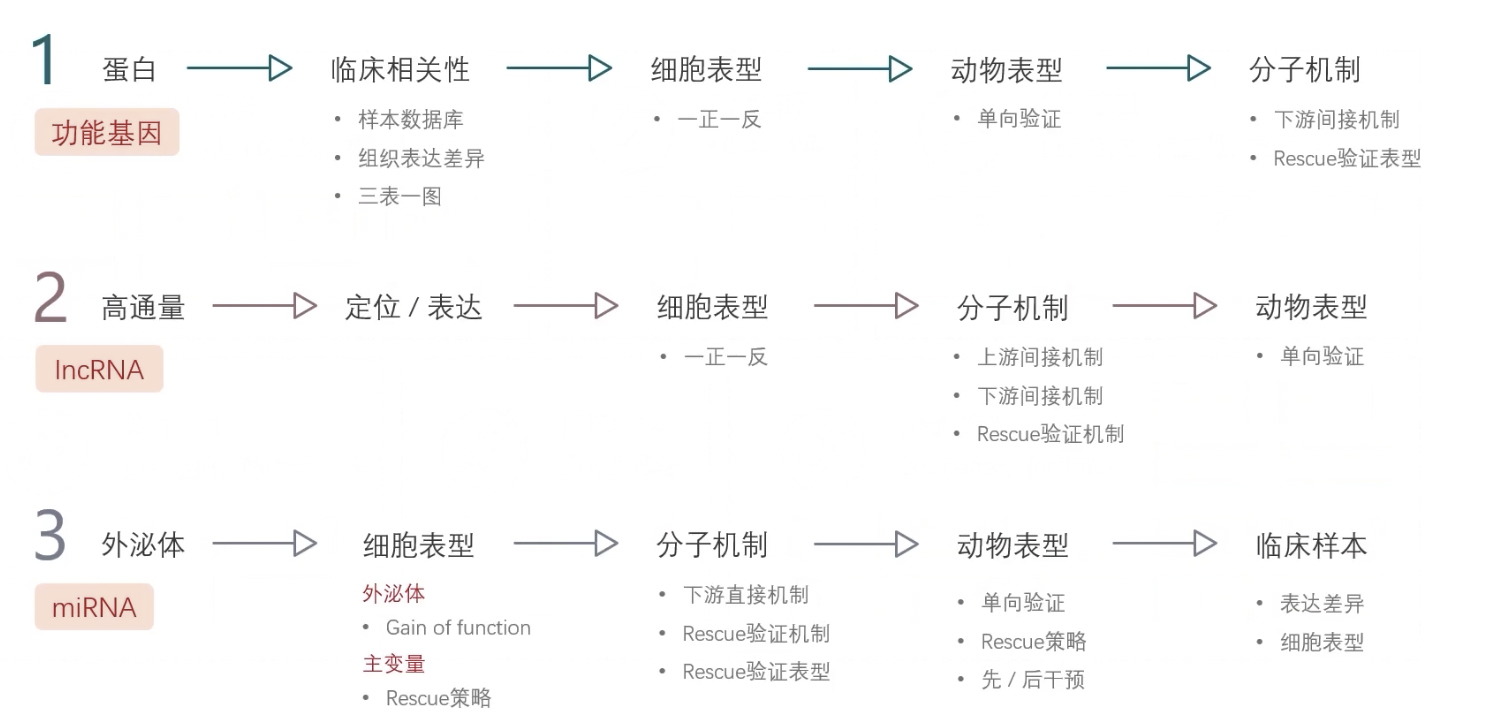 1 蛋白 临床相关性 细胞表型 动物表型 分子机制
功能基因
• 样本数据库
• 组织表达差异
• 三表一图
• 一正一反
• 单向验证
• 下游间接机制
• Rescue验证表型
2 高通量 定位 / 表达 细胞表型 分子机制 动物表型
lncRNA
• 一正一反
• 上游间接机制
• 下游间接机制
• Rescue验证机制
• 单向验证
3 外泌体 细胞表型 分子机制 动物表型 临床样本
miRNA
外泌体
• Gain of function
主变量
• Rescue策略
• 下游直接机制
• Rescue验证机制
• Rescue验证表型
• 单向验证
• Rescue策略
• 先 / 后干预
• 表达差异
• 细胞表型